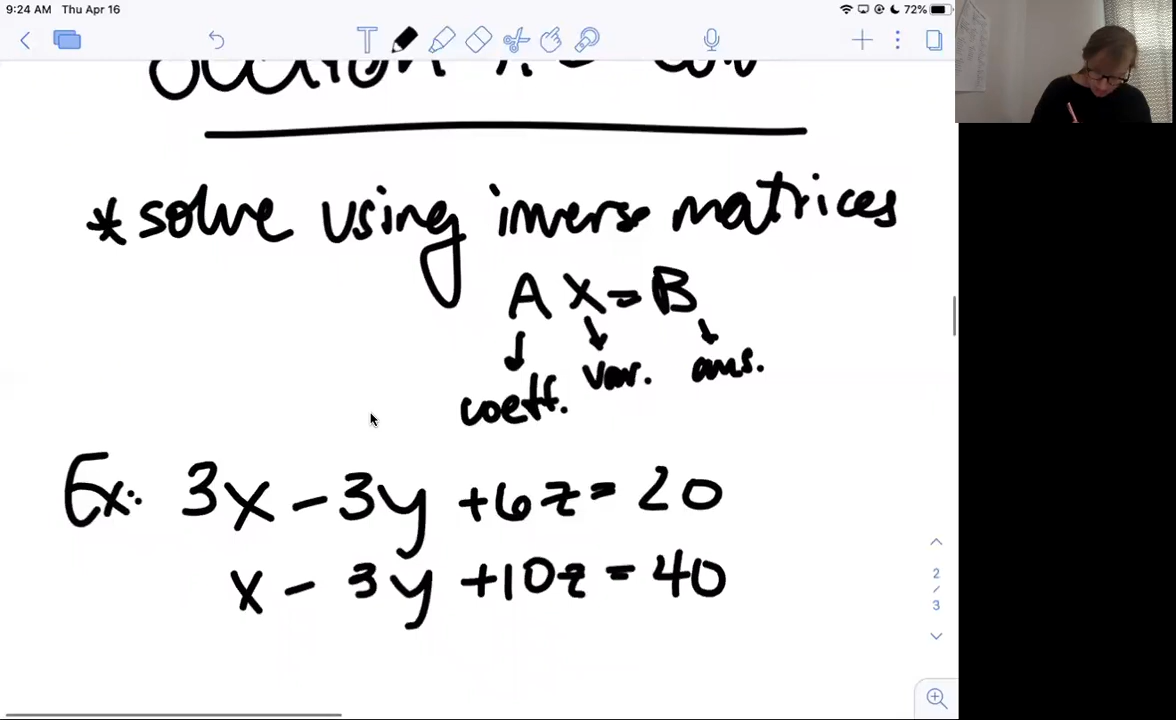 9:24 AM Thu Apr 16 72%
T
* solve using inverse matrices
A X = B
coeff. var. ans.
Ex: 3x - 3y + 6z = 20
x - 3y + 10z = 40
2
/
3